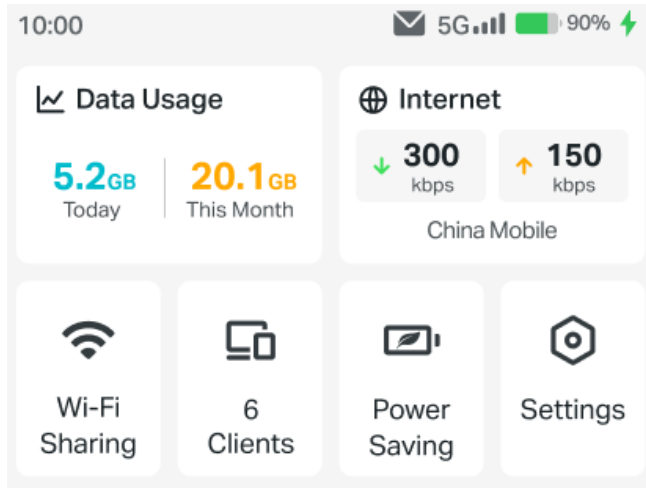 10:00
5G 90%
Data Usage
5.2GB
Today
20.1GB
This Month
Internet
300
kbps
150
kbps
China Mobile
Wi-Fi
Sharing
6
Clients
Power
Saving
Settings